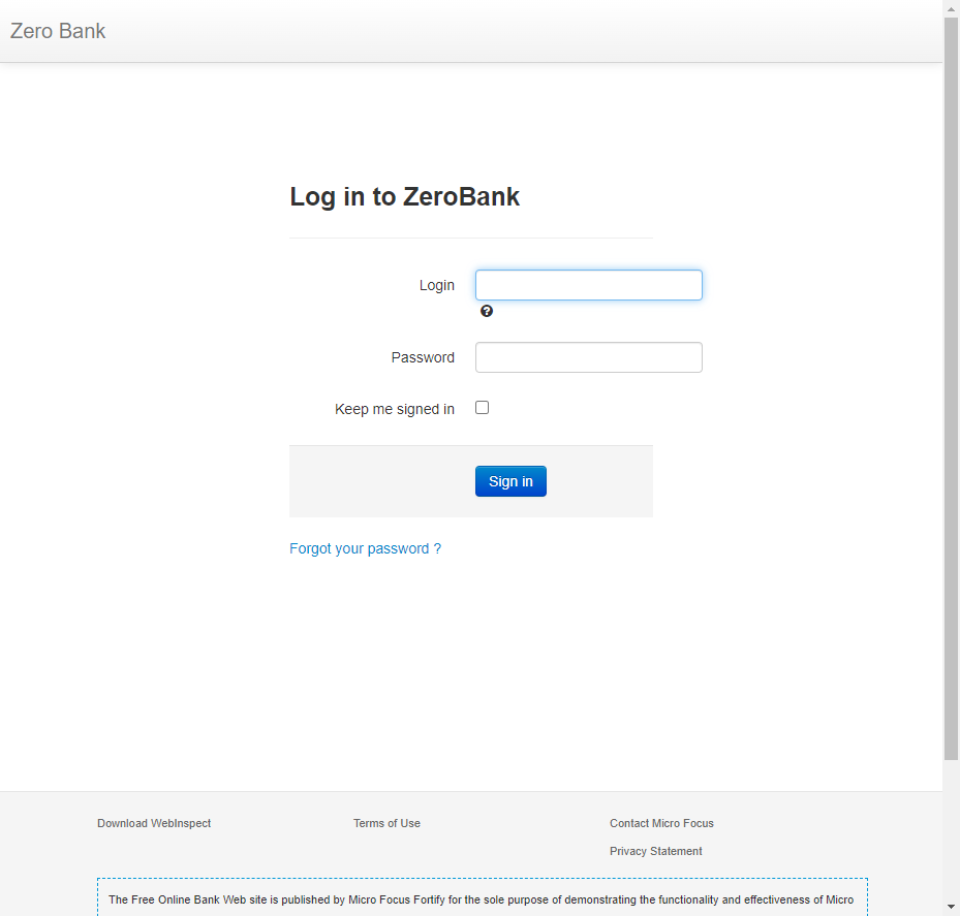 Zero Bank
Log in to ZeroBank
Login
?
Password
Keep me signed in
Sign in
Forgot your password ?
Download WebInspect
Terms of Use
Contact Micro Focus
Privacy Statement
The Free Online Bank Web site is published by Micro Focus Fortify for the sole purpose of demonstrating the functionality and effectiveness of Micro